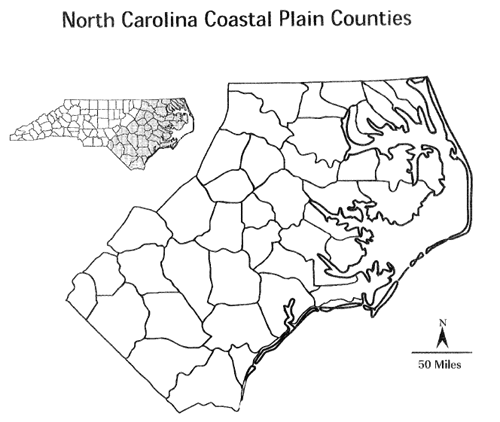 North Carolina Coastal Plain Counties
N
50 Miles